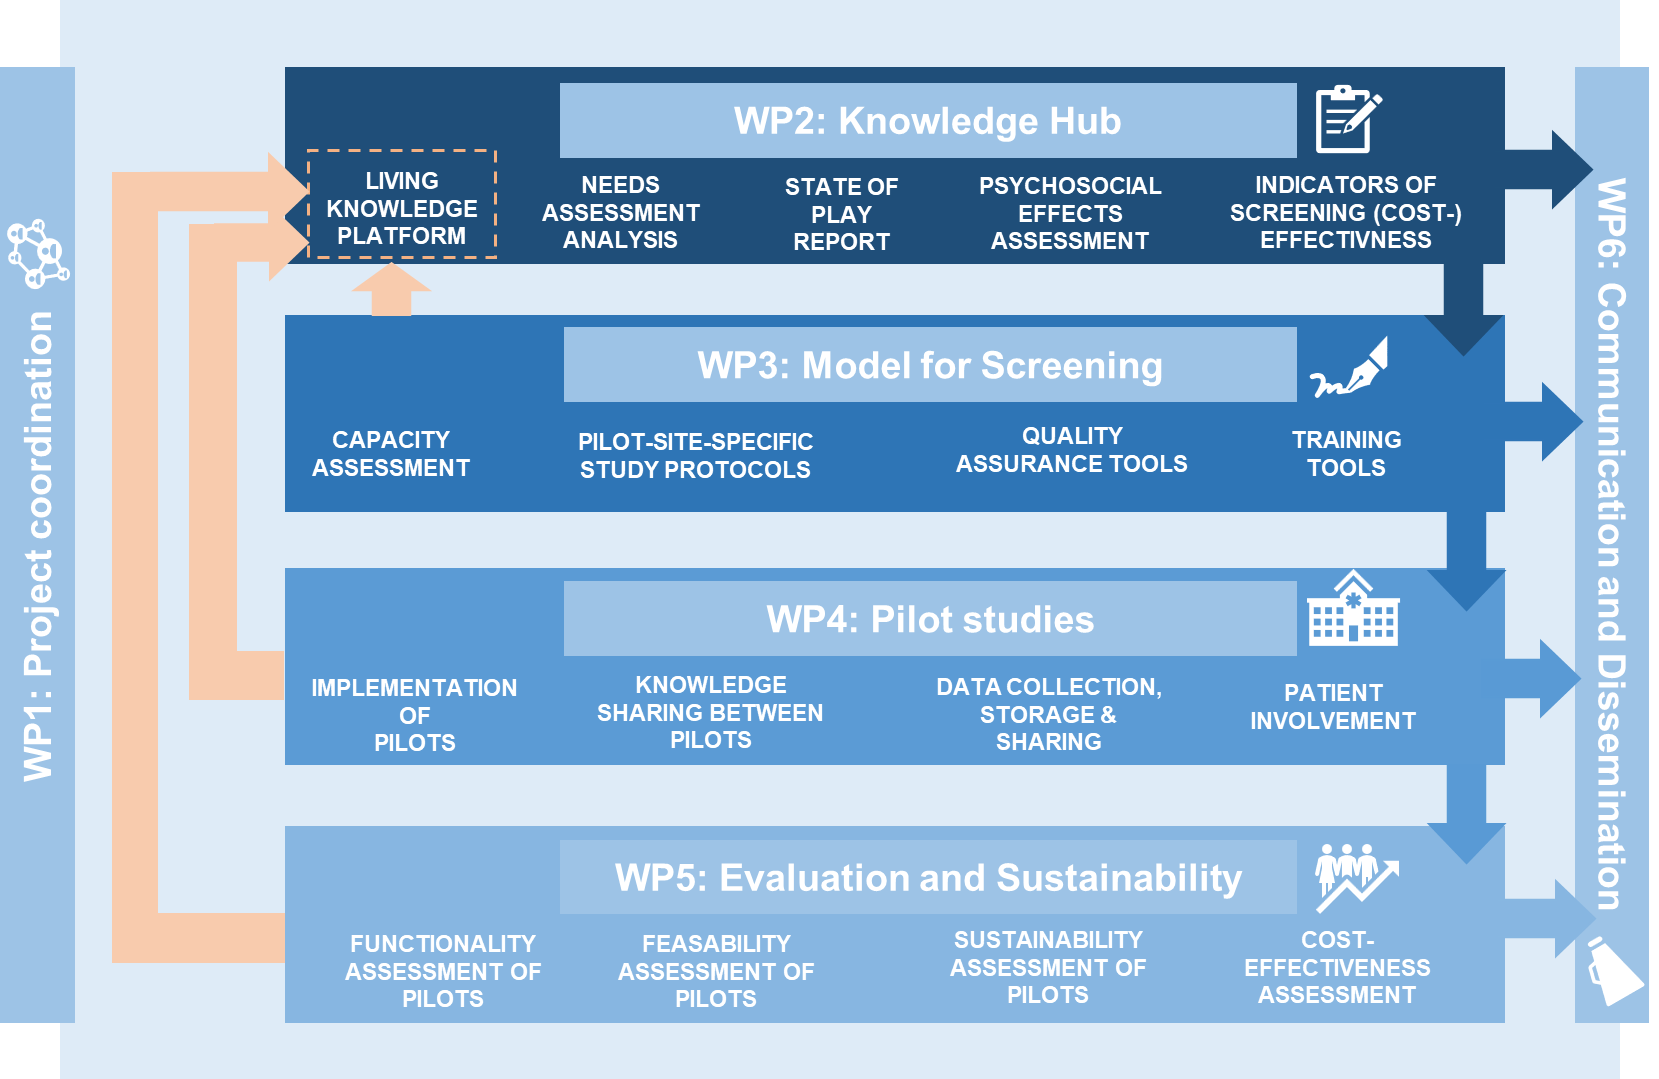 WP1: Project coordination
WP2: Knowledge Hub
LIVING
KNOWLEDGE
PLATFORM
NEEDS
ASSESSMENT
ANALYSIS
STATE OF
PLAY
REPORT
PSYCHOSOCIAL
EFFECTS
ASSESSMENT
INDICATORS OF
SCREENING (COST-)
EFFECTIVNESS
WP3: Model for Screening
CAPACITY
ASSESSMENT
PILOT-SITE-SPECIFIC
STUDY PROTOCOLS
QUALITY
ASSURANCE TOOLS
TRAINING
TOOLS
WP4: Pilot studies
IMPLEMENTATION
OF
PILOTS
KNOWLEDGE
SHARING BETWEEN
PILOTS
DATA COLLECTION,
STORAGE &
SHARING
PATIENT
INVOLVEMENT
WP5: Evaluation and Sustainability
FUNCTIONALITY
ASSESSMENT OF
PILOTS
FEASABILITY
ASSESSMENT OF
PILOTS
SUSTAINABILITY
ASSESSMENT OF
PILOTS
COST-
EFFECTIVENESS
ASSESSMENT
WP6: Communication and Dissemination